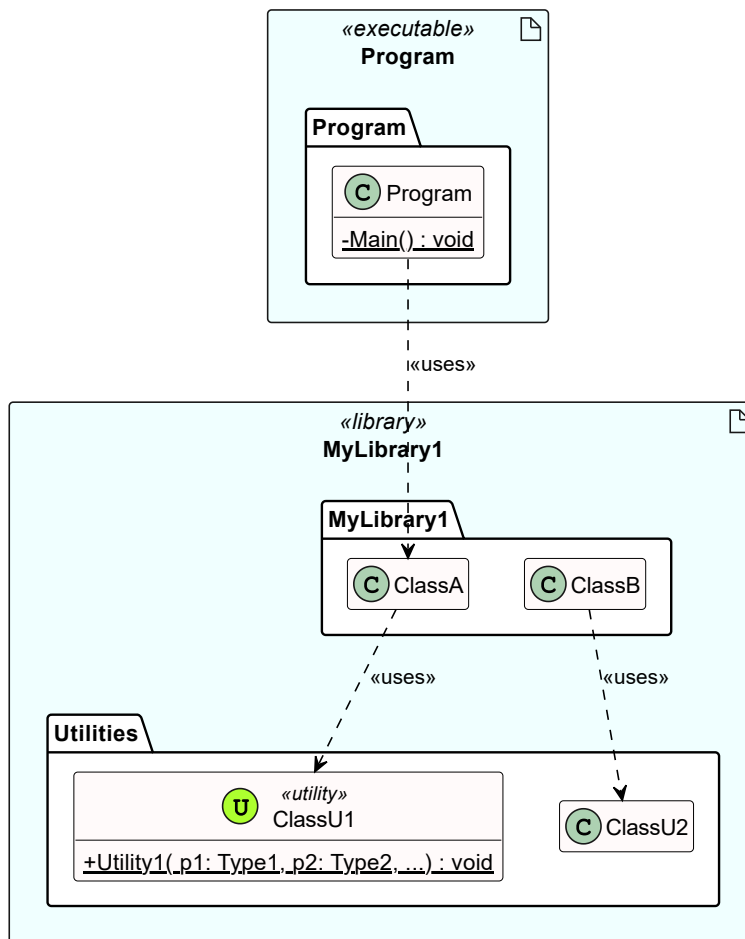 «executable»
Program
Program
C Program
-Main() : void
«uses»
«library»
MyLibrary1
MyLibrary1
C ClassA
C ClassB
«uses»
«uses»
Utilities
U «utility»
ClassU1
+Utility1( p1: Type1, p2: Type2, ...) : void
C ClassU2